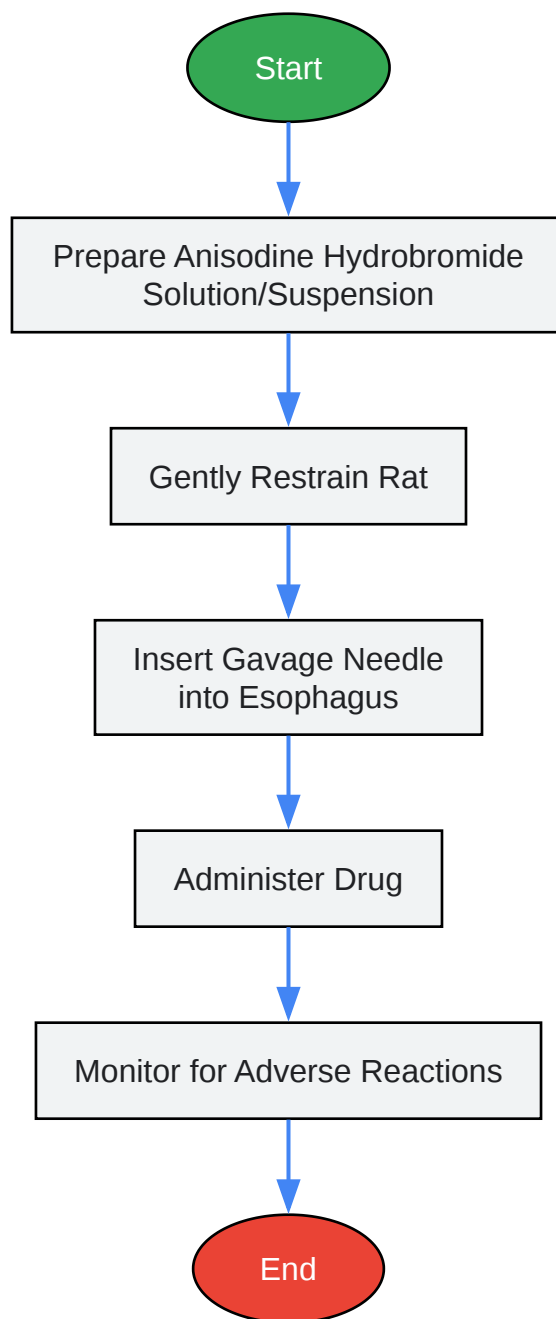 Start
Prepare Anisodine Hydrobromide
Solution/Suspension
Gently Restrain Rat
Insert Gavage Needle
into Esophagus
Administer Drug
Monitor for Adverse Reactions
End